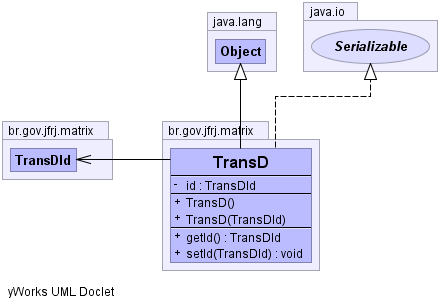 java.lang
java.io
Object
Serializable
br.gov.jfrj.matrix
br.gov.jfrj.matrix
TransDId
TransD
- id : TransDId
+ TransD()
+ TransD(TransDId)
+ getId() : TransDId
+ setId(TransDId) : void
yWorks UML Doclet